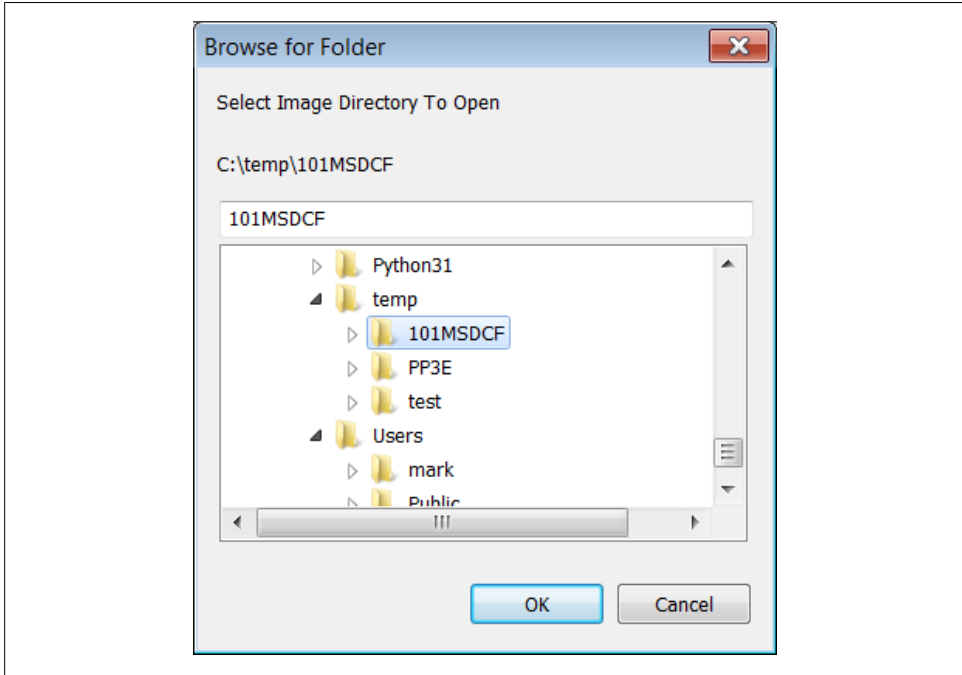 Browse for Folder
Select Image Directory To Open
C:\temp\101MSDCF
101MSDCF
Python31
temp
101MSDCF
PP3E
test
Users
mark
Public
OK Cancel